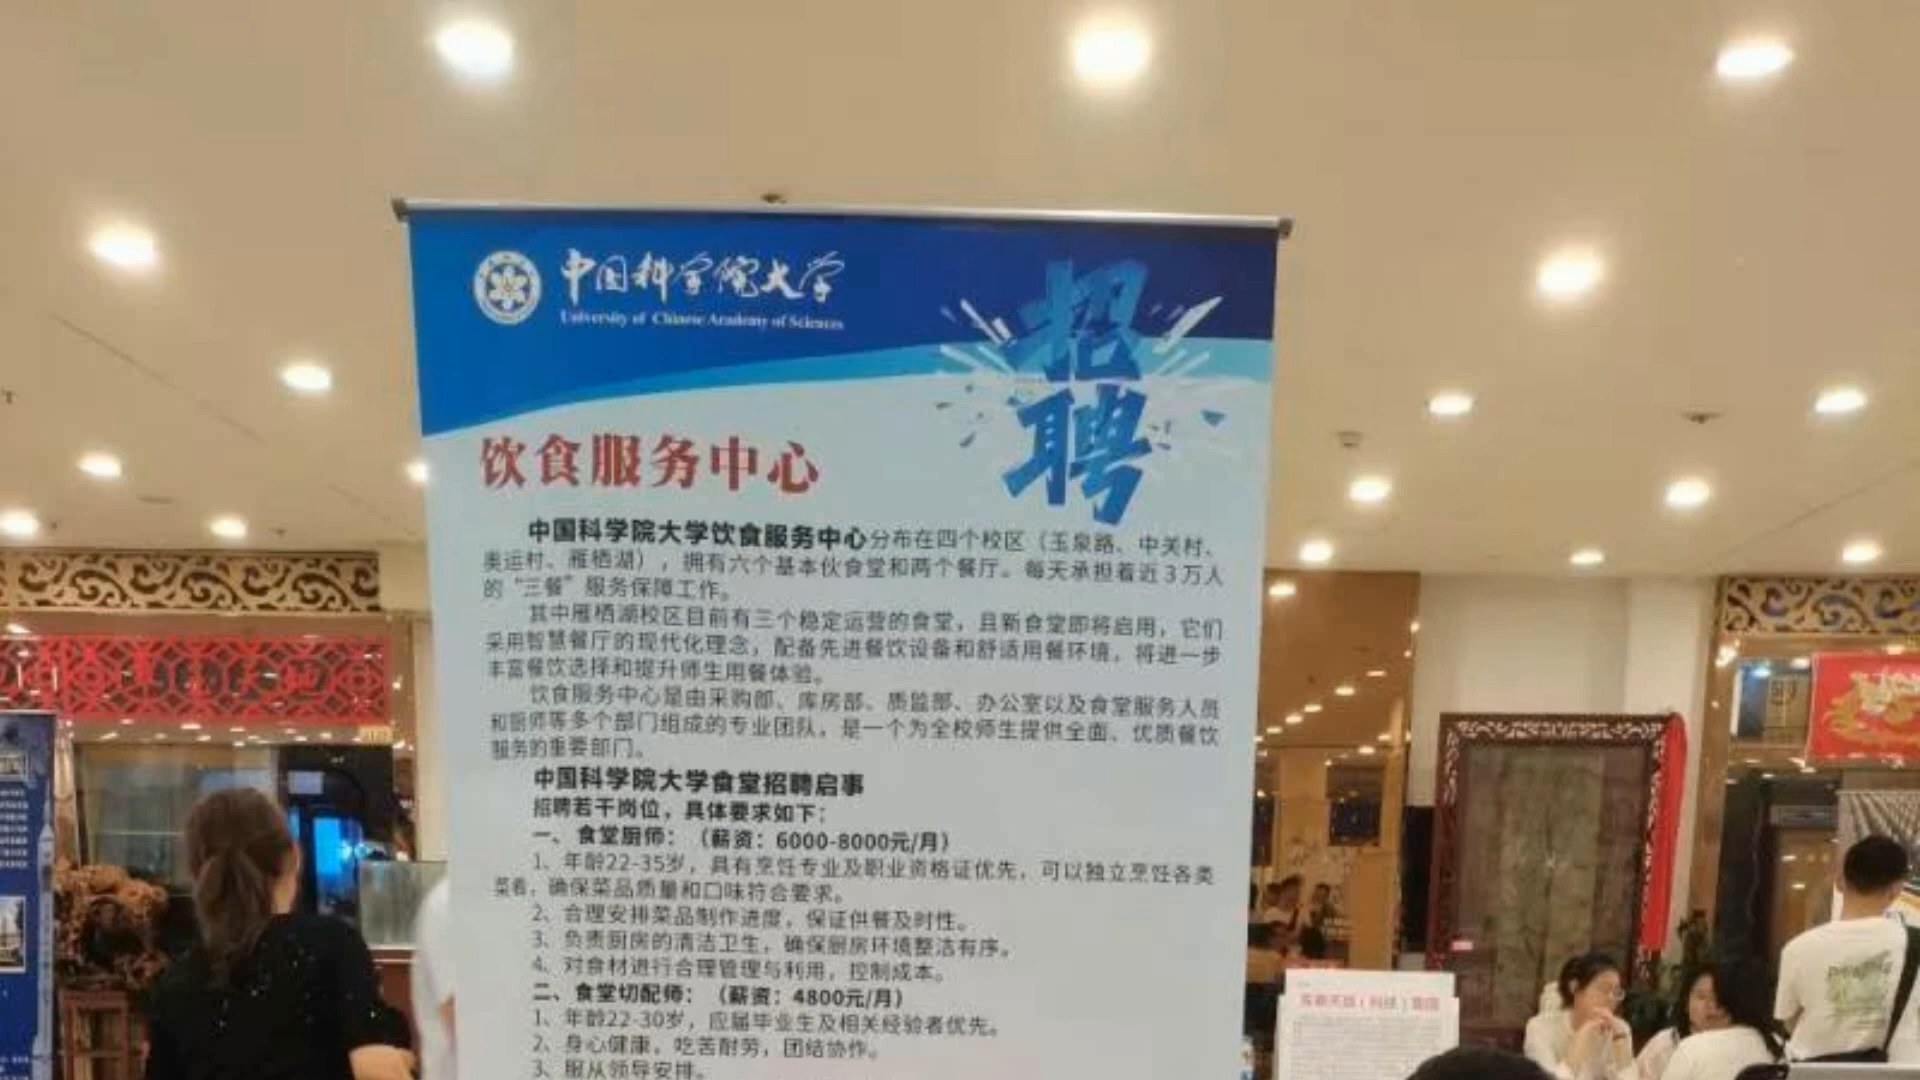 中国科学院大学
University of Chinese Academy of Sciences
招
聘
饮食服务中心
中国科学院大学饮食服务中心分布在四个校区（玉泉路、中关村、
奥运村、雁栖湖），拥有六个基本伙食堂和两个餐厅。每天承担着近3万人
的“三餐”服务保障工作。
其中雁栖湖校区目前有三个稳定运营的食堂，且新食堂即将启用，它们
采用智慧餐厅的现代化理念，配备先进餐饮设备和舒适用餐环境，将进一步
丰富餐饮选择和提升师生用餐体验。
饮食服务中心是由采购部、库房部、质监部、办公室以及食堂服务人员
和厨师等多个部门组成的专业团队，是一个为全校师生提供全面、优质餐饮
服务的重要部门。
中国科学院大学食堂招聘启事
招聘若干岗位，具体要求如下：
一、食堂厨师：（薪资：6000-8000元/月）
1、年龄22-35岁，具有烹饪专业及职业资格证优先，可以独立烹饪各类
菜肴，确保菜品质量和口味符合要求。
2、合理安排菜品制作进度，保证供餐及时性。
3、负责厨房的清洁卫生，确保厨房环境整洁有序。
4、对食材进行合理管理与利用，控制成本。
二、食堂切配师：（薪资：4800元/月）
1、年龄22-30岁，应届毕业生及相关经验者优先。
2、身心健康，吃苦耐劳，团结协作。
3、服从领导安排。